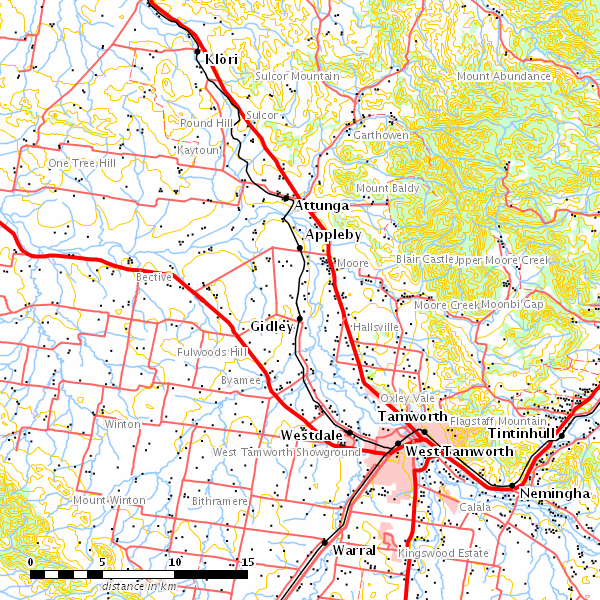 Klori
Sulcor Mountain
Mount Abundance
Sulcor
Round Hill
Garthowen
Kaytoun
One Tree Hill
Mount Baldy
Attunga
Appleby
Moore
Blair Castle
Upper Moore Creek
Bective
Moore Creek
Moonbi Gap
Gidley
Hallsville
Fulwoods Hill
Byamee
Oxley Vale
Tamworth
Winton
Flagstaff Mountain
Westdale
Tintinhull
West Tamworth Showground
West Tamworth
Nemingha
Mount Winton
Bithramere
Calala
Warral
Kingswood Estate
0 5 10 15
distance in km